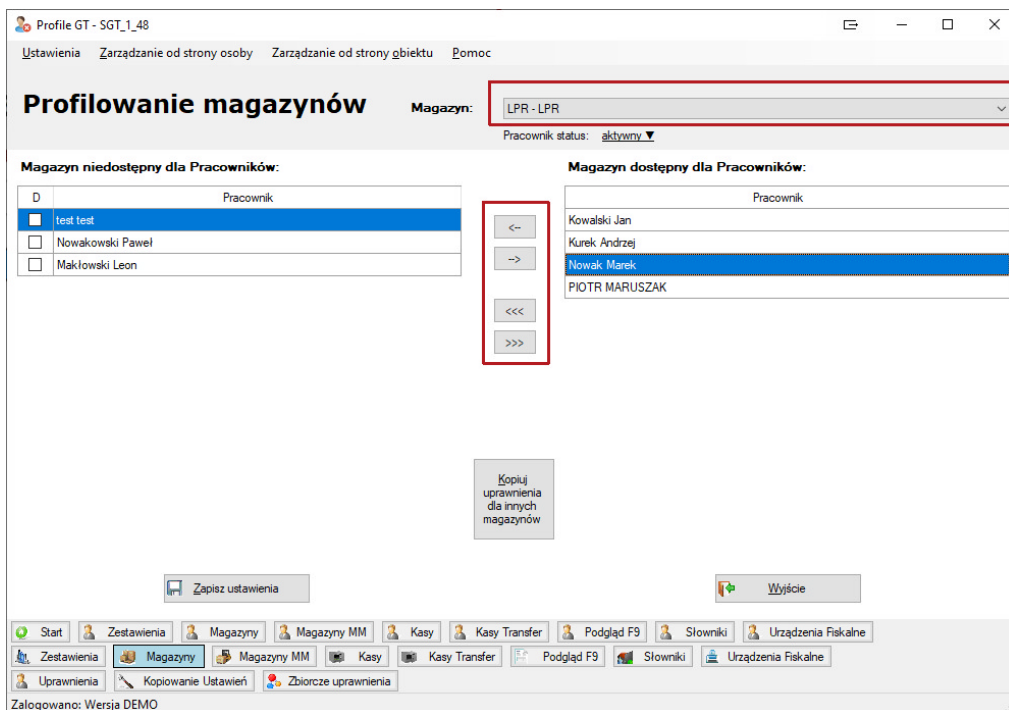 Profile GT - SGT_1_48
Ustawienia Zarządzanie od strony osoby Zarządzanie od strony obiektu Pomoc
Profilowanie magazynów Magazyn: LPR - LPR
Pracownik status: aktywny ▼
Magazyn niedostępny dla Pracowników: Magazyn dostępny dla Pracowników:
D Pracownik Pracownik
test test <-- Kowalski Jan
Nowakowski Paweł Kurek Andrzej
Makłowski Leon --> Nowak Marek
PIOTR MARUSZAK
<<<
>>>
Kopiuj
uprawnienia
dla innych
magazynów
Zapisz ustawienia Wyjście
Start Zestawienia Magazyny Magazyny MM Kasy Kasy Transfer Podgląd F9 Słowniki Urządzenia Fiskalne
Zestawienia Magazyny Magazyny MM Kasy Kasy Transfer Podgląd F9 Słowniki Urządzenia Fiskalne
Uprawnienia Kopiowanie Ustawień Zbiorcze uprawnienia
Zalogowano: Wersja DEMO